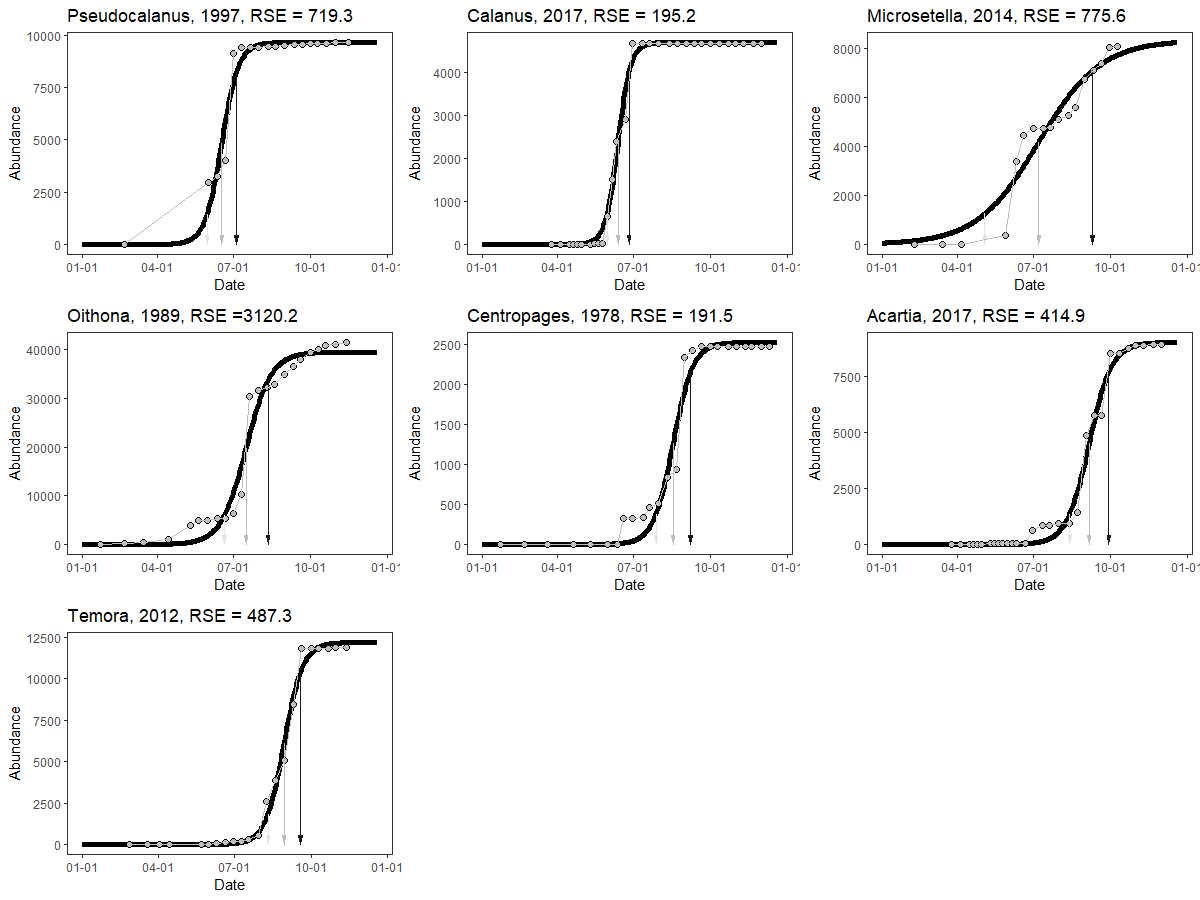 Pseudocalanus, 1997, RSE = 719.3
Abundance
10000
7500
5000
2500
0
01-01 04-01 07-01 10-01 01-01
Date
Calanus, 2017, RSE = 195.2
Abundance
4000
3000
2000
1000
0
01-01 04-01 07-01 10-01 01-01
Date
Microsetella, 2014, RSE = 775.6
Abundance
8000
6000
4000
2000
0
01-01 04-01 07-01 10-01 01-01
Date
Oithona, 1989, RSE =3120.2
Abundance
40000
30000
20000
10000
0
01-01 04-01 07-01 10-01 01-01
Date
Centropages, 1978, RSE = 191.5
Abundance
2500
2000
1500
1000
500
0
01-01 04-01 07-01 10-01 01-01
Date
Acartia, 2017, RSE = 414.9
Abundance
7500
5000
2500
0
01-01 04-01 07-01 10-01 01-01
Date
Temora, 2012, RSE = 487.3
Abundance
12500
10000
7500
5000
2500
0
01-01 04-01 07-01 10-01 01-01
Date